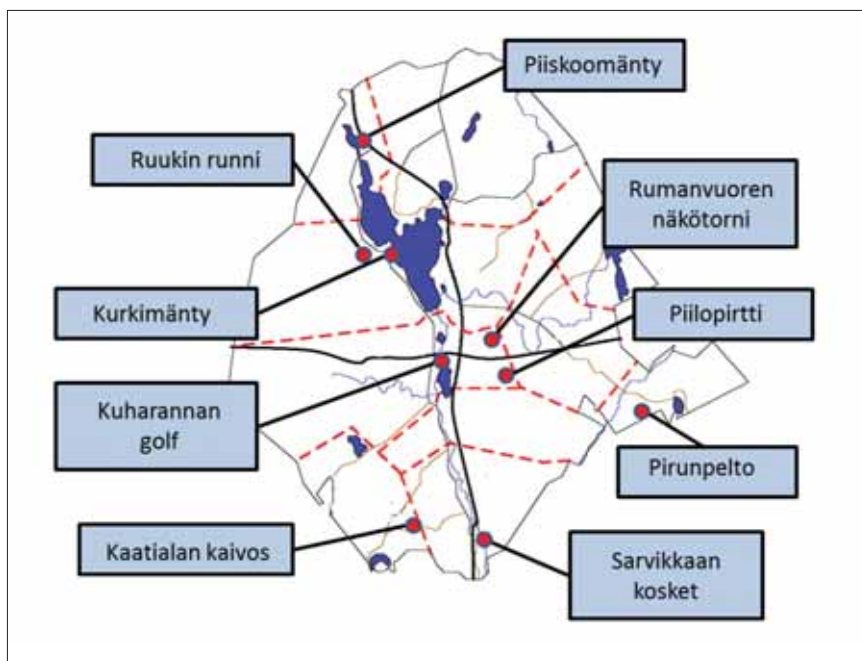 Piiskoomänty
Ruukin runni
Rumanvuoren
näkötorni
Kurkimänty
Piilopirtti
Kuharannan
golf
Pirunpelto
Kaatialan kaivos
Sarvikkaan
kosket